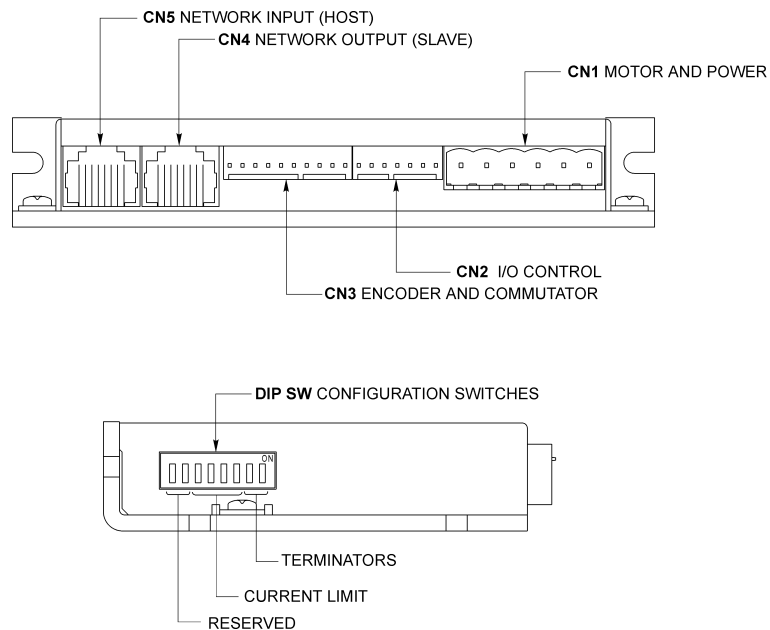 CN5 NETWORK INPUT (HOST)
CN4 NETWORK OUTPUT (SLAVE)
CN1 MOTOR AND POWER
CN2 I/O CONTROL
CN3 ENCODER AND COMMUTATOR
DIP SW CONFIGURATION SWITCHES
ON
TERMINATORS
CURRENT LIMIT
RESERVED